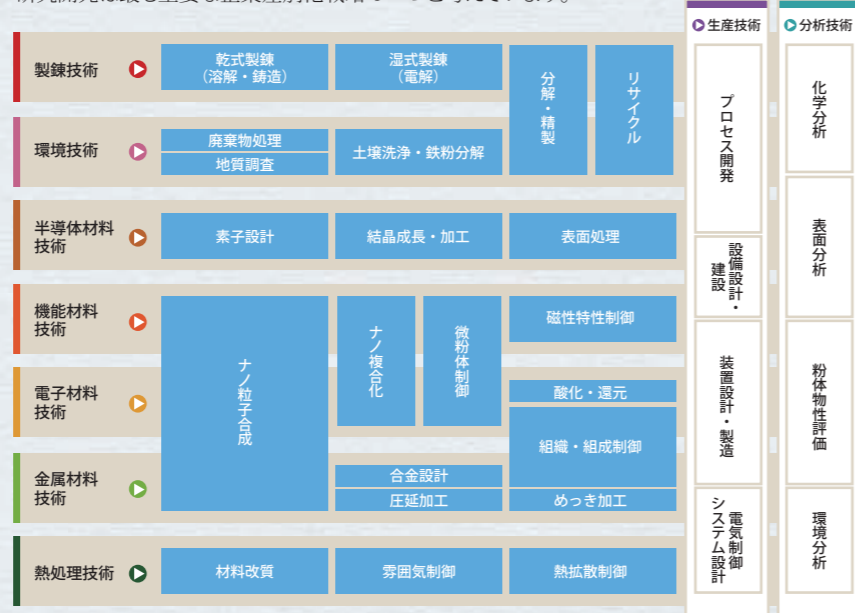 生産技術
分析技術
製錬技術
乾式製錬
(溶解・鋳造)
湿式製錬
(電解)
分解・精製
リサイクル
環境技術
廃棄物処理
地質調査
土壌洗浄・鉄粉分解
半導体材料
技術
素子設計
結晶成長・加工
表面処理
機能材料
技術
ナノ粒子合成
ナノ複合化
微粉体制御
磁性特性制御
電子材料
技術
酸化・還元
組織・組成制御
金属材料
技術
合金設計
圧延加工
めっき加工
熱処理技術
材料改質
雰囲気制御
熱拡散制御
プロセス開発
設備設計・
建設
装置設計・製造
電気制御
システム設計
化学分析
表面分析
粉体物性評価
環境分析